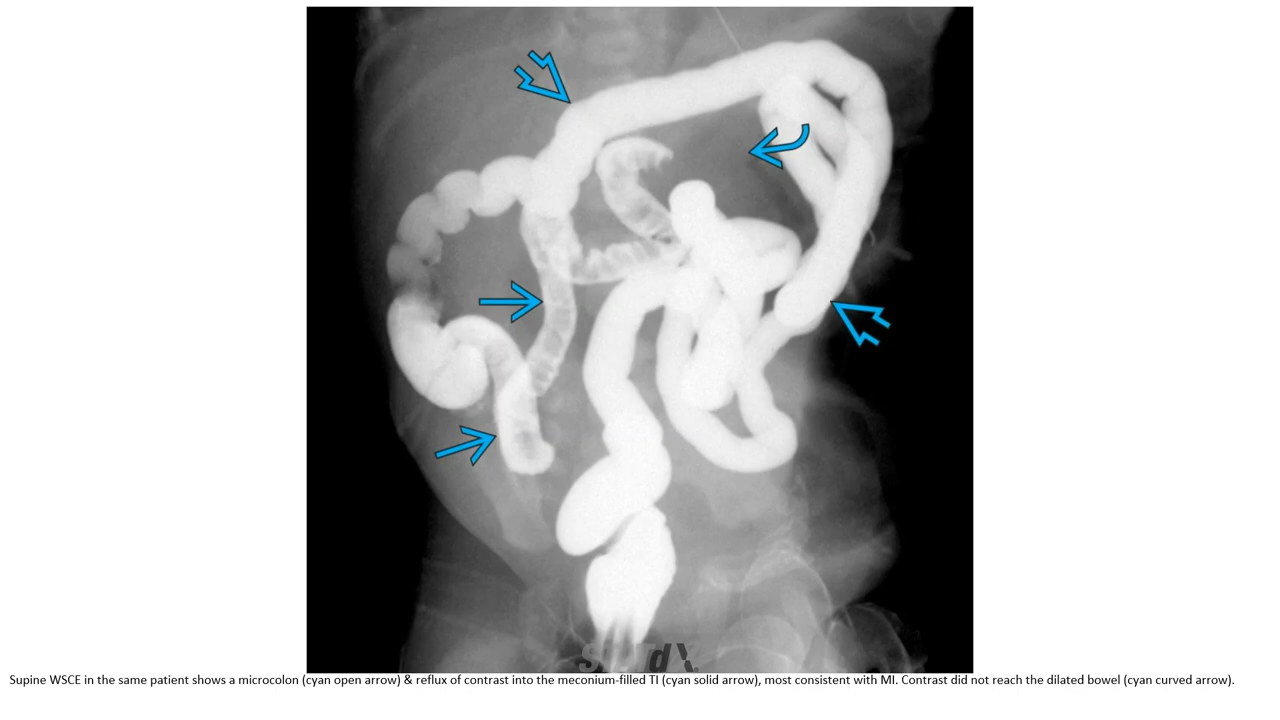 Supine WSCE in the same patient shows a microcolon (cyan open arrow) & reflux of contrast into the meconium-filled TI (cyan solid arrow), most consistent with MI. Contrast did not reach the dilated bowel (cyan curved arrow).